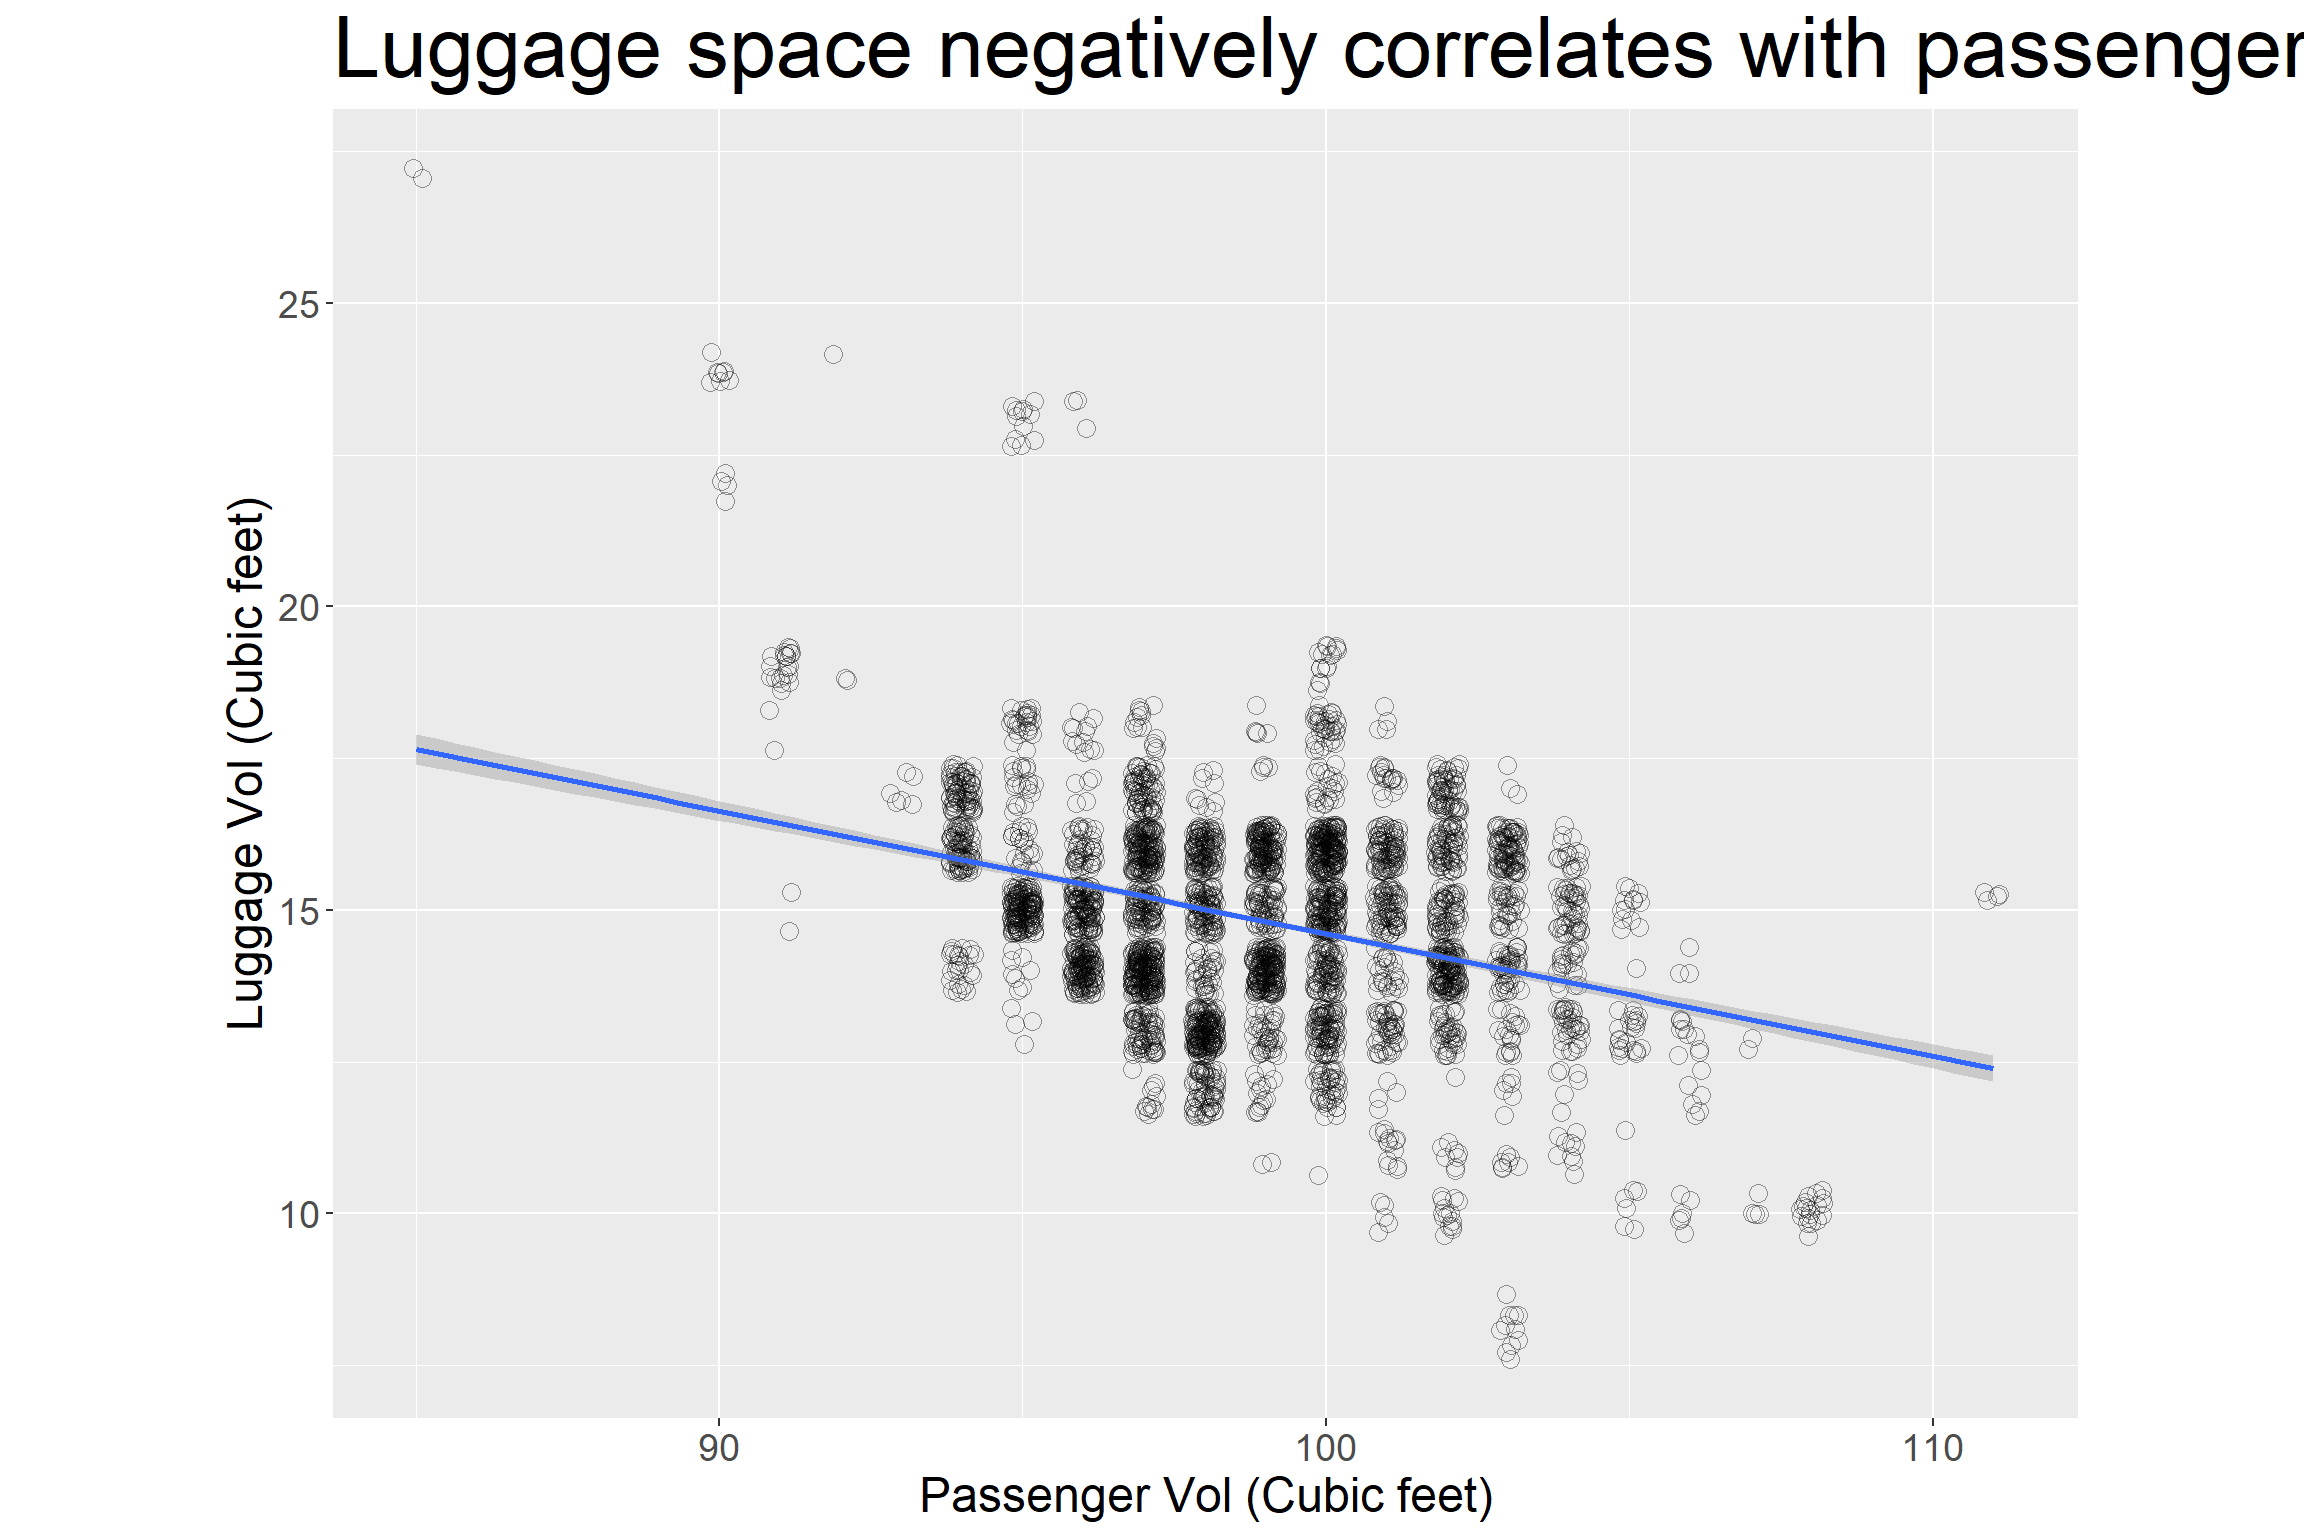 Luggage space negatively correlates with passenger
Luggage Vol (Cubic feet)
25
20
15
10
90
100
110
Passenger Vol (Cubic feet)